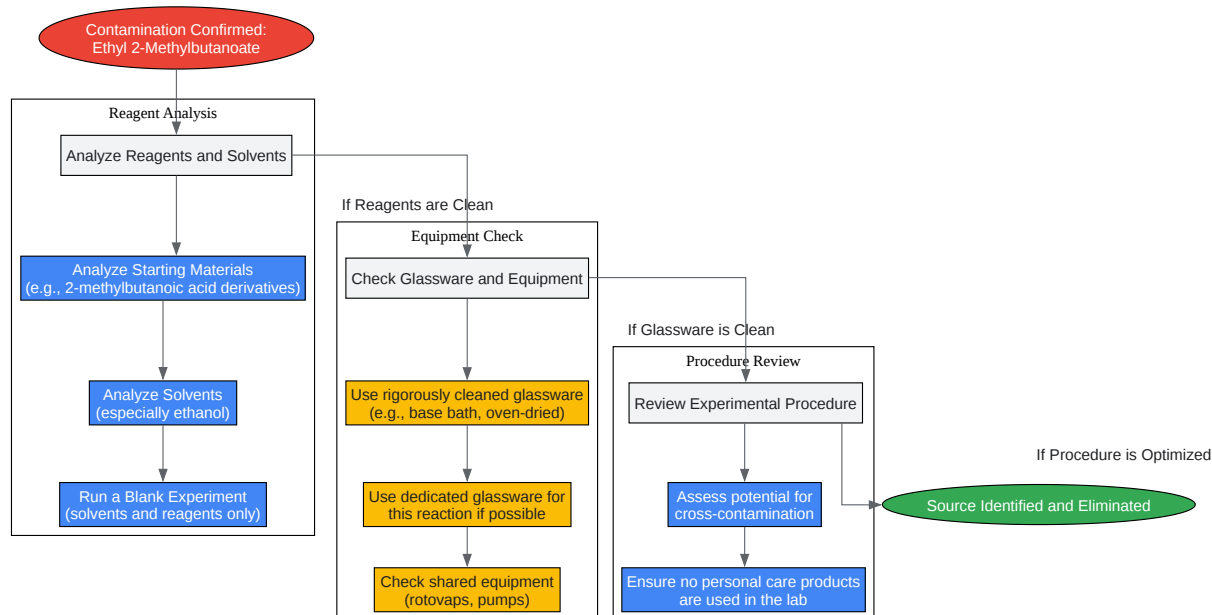 Contamination Confirmed:
Ethyl 2-Methylbutanoate
Reagent Analysis
Analyze Reagents and Solvents
Analyze Starting Materials
(e.g., 2-methylbutanoic acid derivatives)
Analyze Solvents
(especially ethanol)
Run a Blank Experiment
(solvents and reagents only)
If Reagents are Clean
Equipment Check
Check Glassware and Equipment
Use rigorously cleaned glassware
(e.g., base bath, oven-dried)
Use dedicated glassware for
this reaction if possible
Check shared equipment
(rotovaps, pumps)
If Glassware is Clean
Procedure Review
Review Experimental Procedure
Assess potential for
cross-contamination
Ensure no personal care products
are used in the lab
If Procedure is Optimized
Source Identified and Eliminated